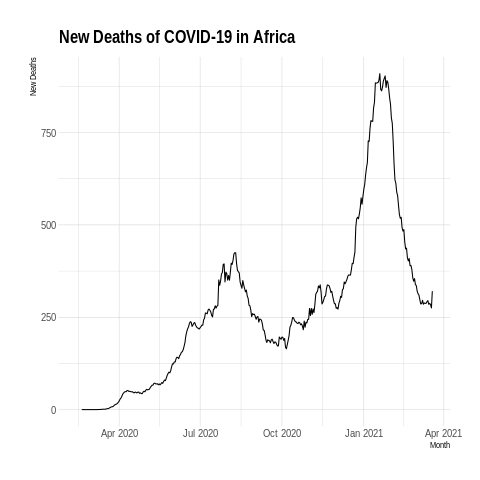 New Deaths of COVID-19 in Africa
New Deaths
750
500
250
0
Apr 2020
Jul 2020
Oct 2020
Jan 2021
Apr 2021
Month